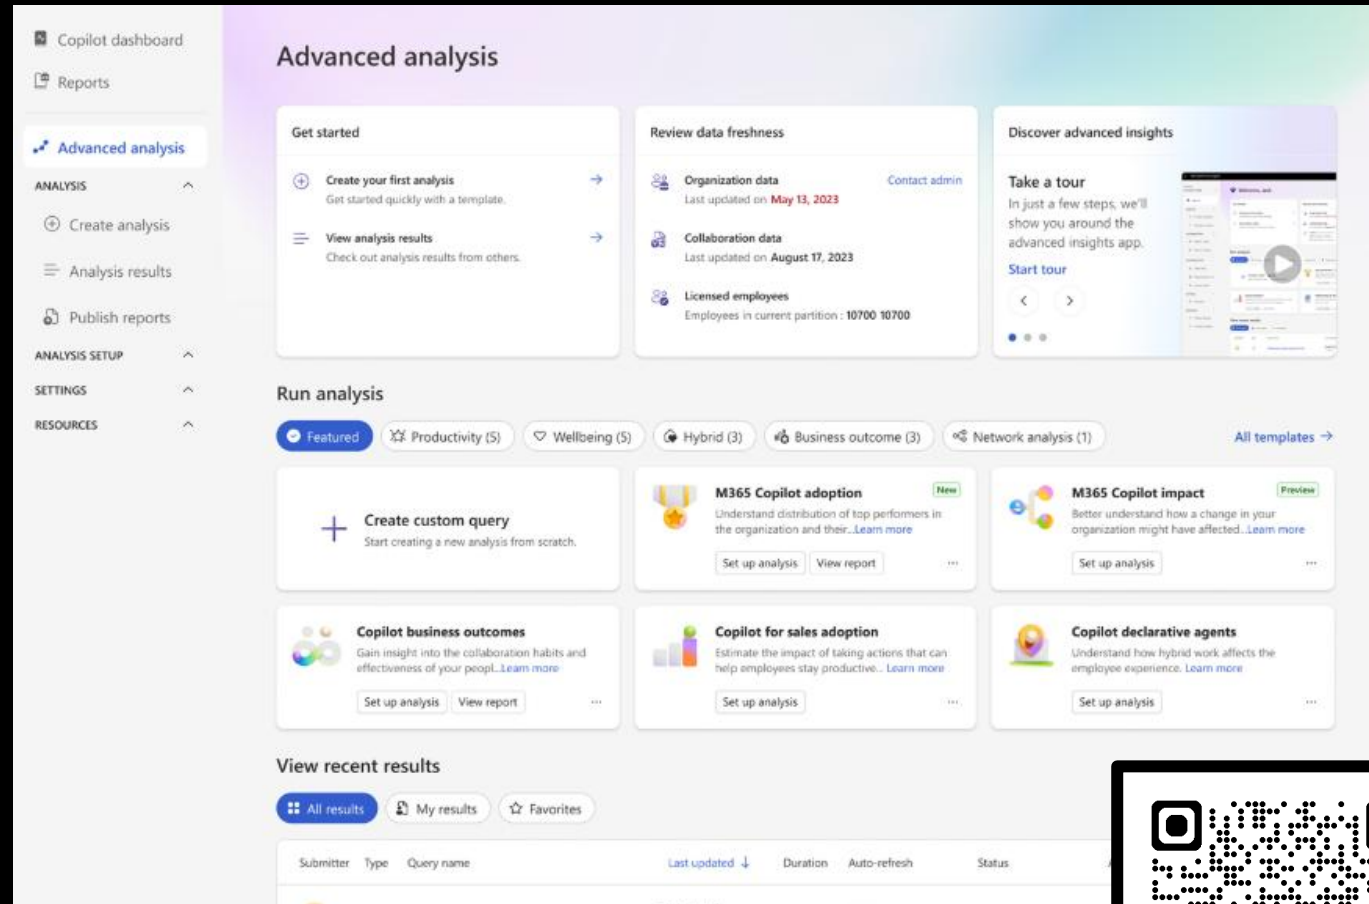 Copilot dashboard
Reports
Advanced analysis
ANALYSIS
Create analysis
Analysis results
Publish reports
ANALYSIS SETUP
SETTINGS
RESOURCES
Advanced analysis
Get started
Create your first analysis
Get started quickly with a template.
View analysis results
Check out analysis results from others.
Review data freshness
Organization data
Contact admin
Last updated on May 13, 2023
Collaboration data
Last updated on August 17, 2023
Licensed employees
Employees in current partition : 10700 10700
Discover advanced insights
Take a tour
In just a few steps, we'll
show you around the
advanced insights app.
Start tour
Run analysis
Featured
Productivity (5)
Wellbeing (5)
Hybrid (3)
Business outcome (3)
Network analysis (1)
All templates
Create custom query
Start creating a new analysis from scratch.
M365 Copilot adoption
New
Understand distribution of top performers in
the organization and their...Learn more
Set up analysis
View report
M365 Copilot impact
Preview
Better understand how a change in your
organization might have affected...Learn more
Set up analysis
Copilot business outcomes
Gain insight into the collaboration habits and
effectiveness of your peopl...Learn more
Set up analysis
View report
Copilot for sales adoption
Estimate the impact of taking actions that can
help employees stay productive... Learn more
Set up analysis
Copilot declarative agents
Understand how hybrid work affects the
employee experience. Learn more
Set up analysis
View recent results
All results
My results
Favorites
Submitter Type Query name Last updated Duration Auto-refresh Status